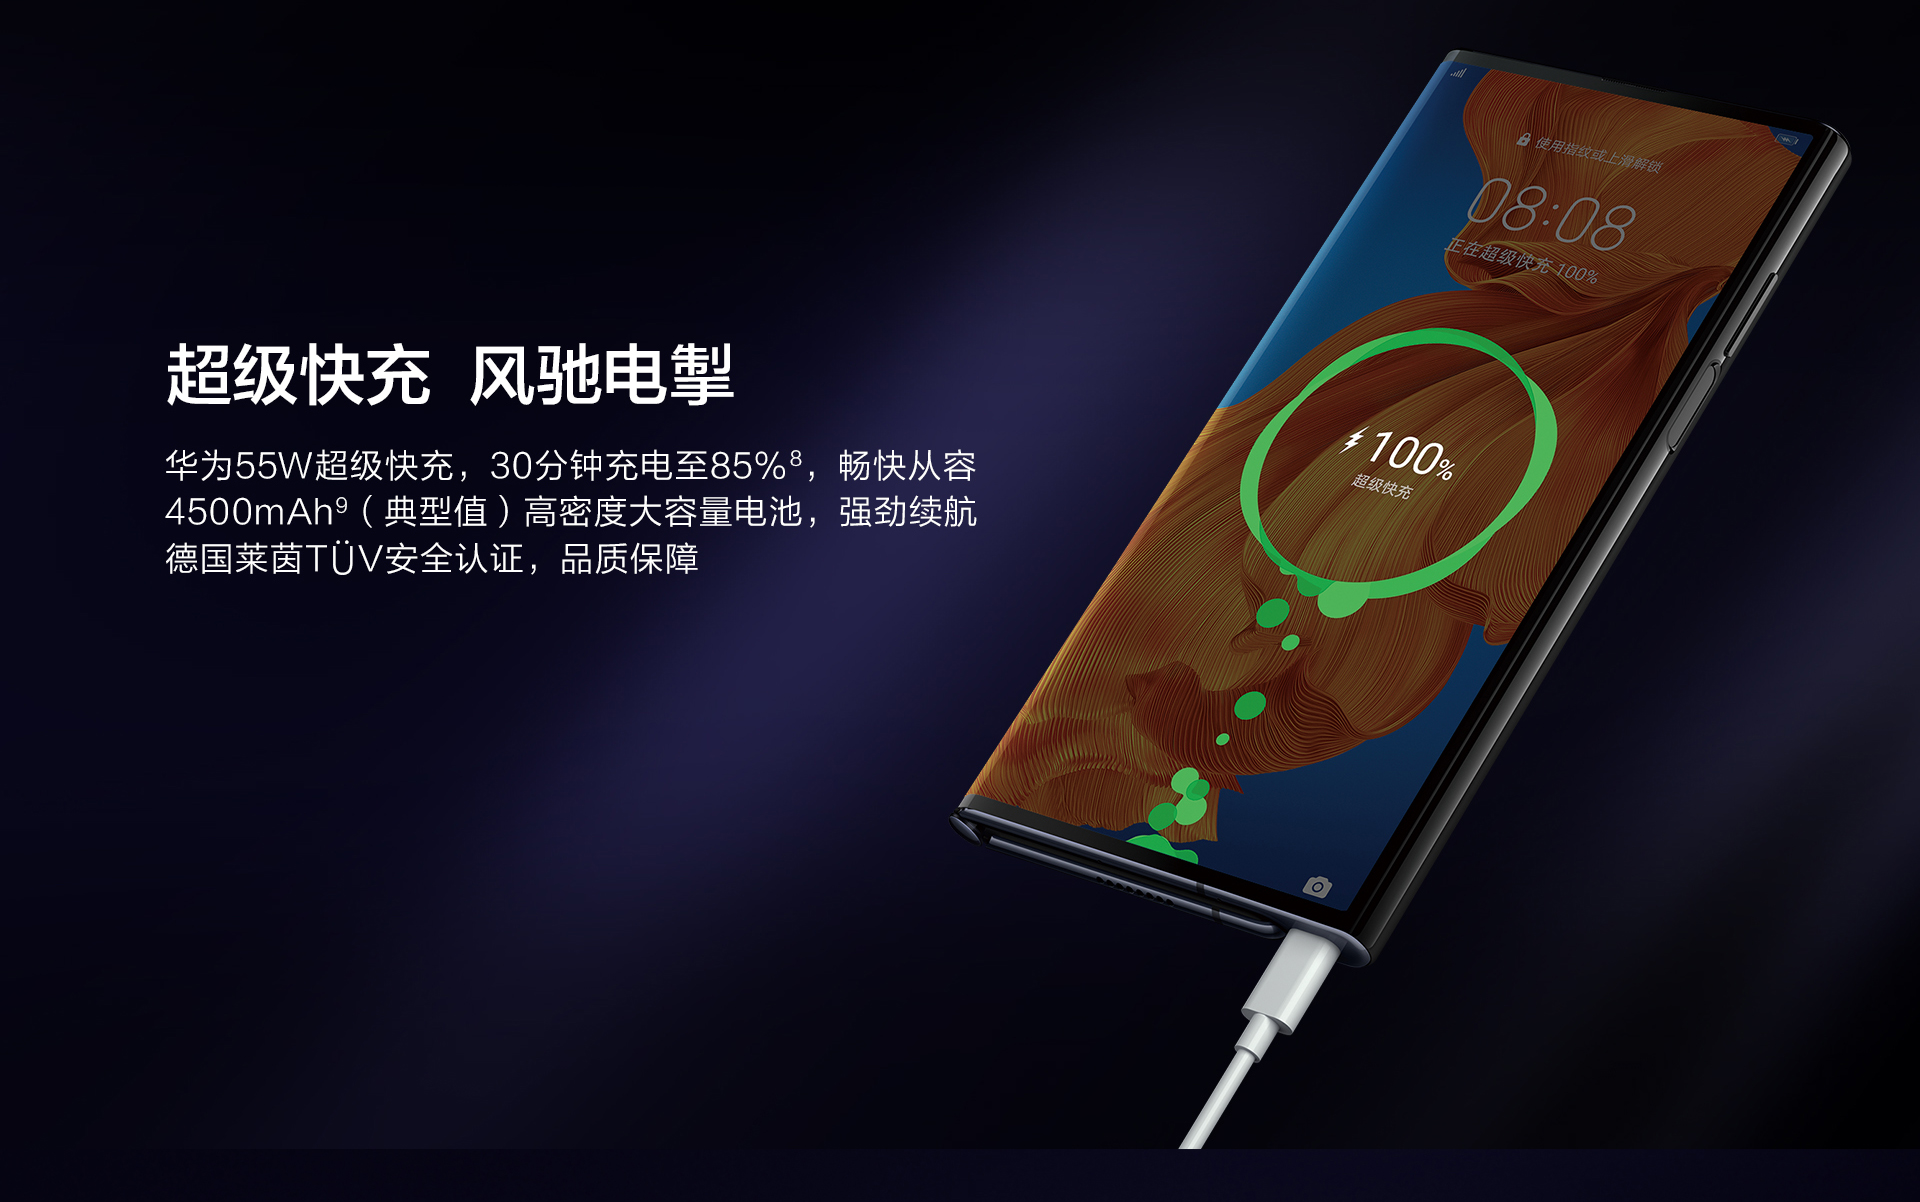 超级快充 风驰电掣
华为55W超级快充，30分钟充电至85%⁸，畅快从容
4500mAh⁹（典型值）高密度大容量电池，强劲续航
德国莱茵TÜV安全认证，品质保障
使用指纹或上滑解锁
08:08
正在超级快充 100%
100%
超级快充